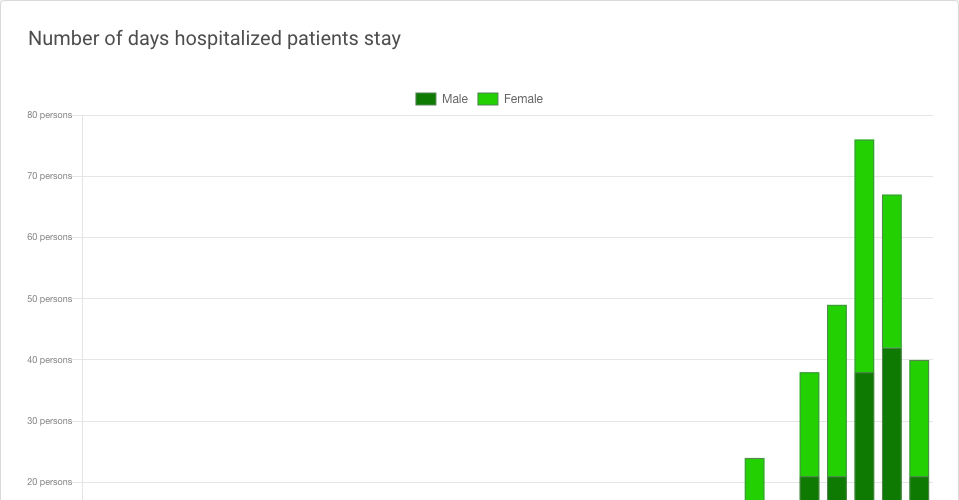 Number of days hospitalized patients stay
Male Female
80 persons
70 persons
60 persons
50 persons
40 persons
30 persons
20 persons